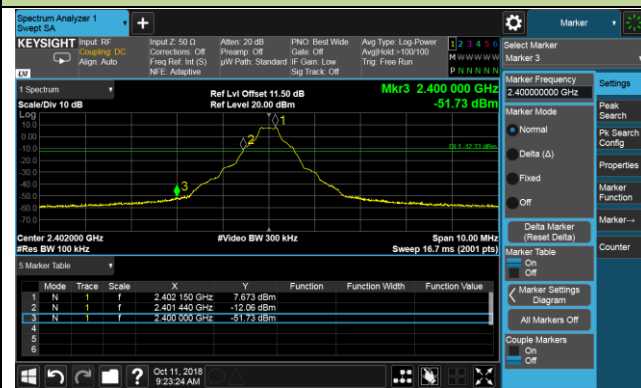 Spectrum Analyzer 1
Swept SA
Marker
KEYSIGHT
Input: RF
Coupling: DC
Align: Auto
Input Z: 50 Ω
Corrections: Off
Freq Ref: Int (S)
NFE: Adaptive
Atten: 20 dB
Preamp: Off
µW Path: Standard
PNO: Best Wide
Gate: Off
IF Gain: Low
Sig Track: Off
Avg Type: Log-Power
Avg|Hold:>100/100
Trig: Free Run
1 2 3 4 5 6
M W W W W W
P N N N N N
LXI
Select Marker
Marker 3
1 Spectrum
Scale/Div 10 dB
Ref Lvl Offset 11.50 dB
Ref Level 20.00 dBm
Mkr3 2.400 000 GHz
-51.73 dBm
Log
10.0
0.00
-10.0
-20.0
-30.0
-40.0
-50.0
-60.0
-70.0
1
2
3
DL1 -12.33 dBm
Center 2.402000 GHz
#Res BW 100 kHz
#Video BW 300 kHz
Span 10.00 MHz
Sweep 16.7 ms (2001 pts)
5 Marker Table
Mode Trace Scale X Y Function Function Width Function Value
1 N 1 f 2.402 150 GHz 7.673 dBm
2 N 1 f 2.401 440 GHz -12.06 dBm
3 N 1 f 2.400 000 GHz -51.73 dBm
4
5
6
Marker Frequency
2.400000000 GHz
Marker Mode
Normal
Delta (Δ)
Fixed
Off
Delta Marker
(Reset Delta)
Marker Table
On
Off
Marker Settings
Diagram
All Markers Off
Couple Markers
On
Off
Settings
Peak
Search
Pk Search
Config
Properties
Marker
Function
Marker→
Counter
Oct 11, 2018
9:23:24 AM